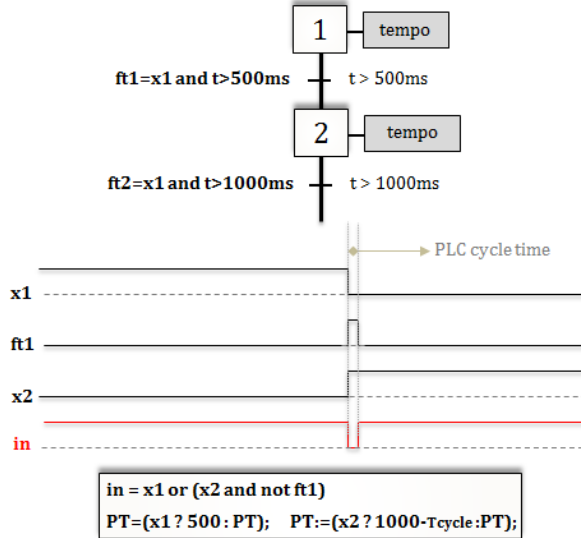 1
tempo
ft1=x1 and t>500ms
t > 500ms
2
tempo
ft2=x1 and t>1000ms
t > 1000ms
PLC cycle time
x1
ft1
x2
in
in = x1 or (x2 and not ft1)
PT=(x1 ? 500 : PT); PT:=(x2 ? 1000-Tcycle :PT);